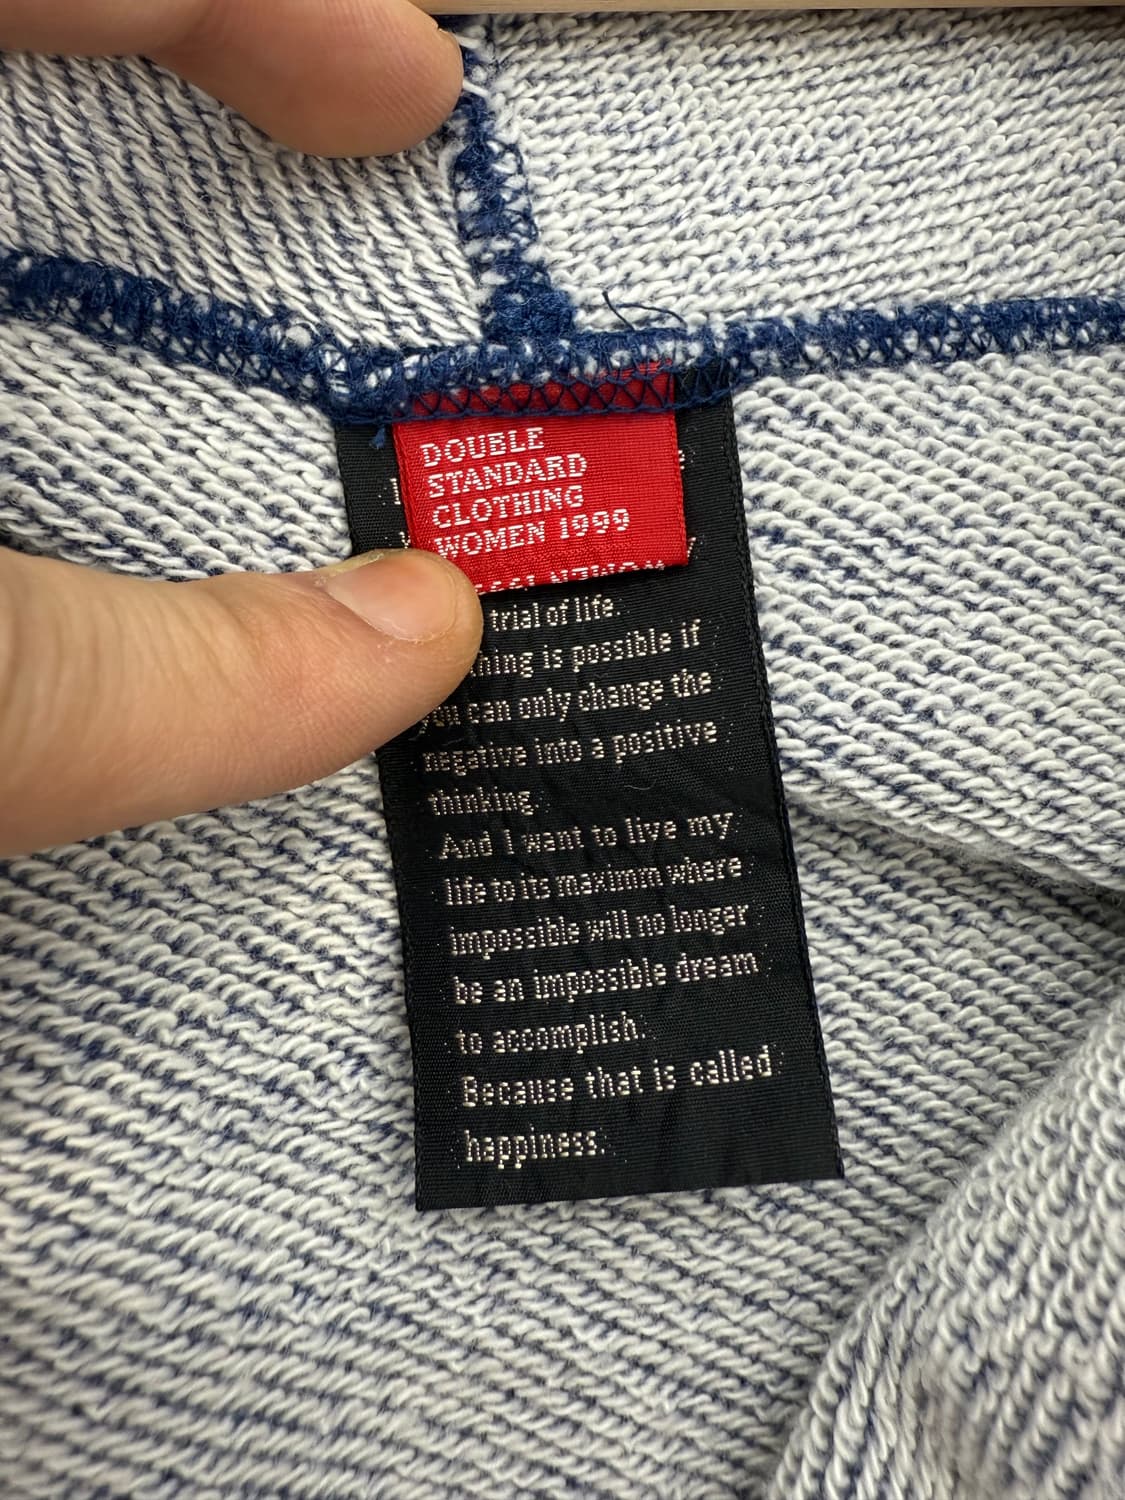 DOUBLE
STANDARD
CLOTHING
WOMEN 1999
trial of life.
is possible if
you can only change the
negative into a positive
thinking
And I want to live my
life to its maximm where
impossible will no longer
be an impossible dream
to accomplish.
Because that is called
happiness.